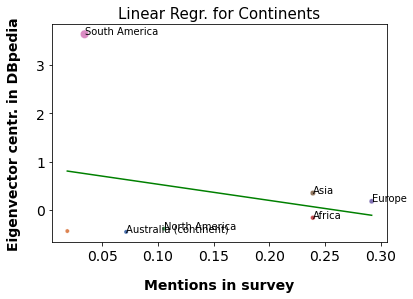 Linear Regr. for Continents
Eigenvector centr. in DBpedia
3
2
1
0
South America
Asia
Europe
Africa
North America
Australia (continent)
0.05
0.10
0.15
0.20
0.25
0.30
Mentions in survey